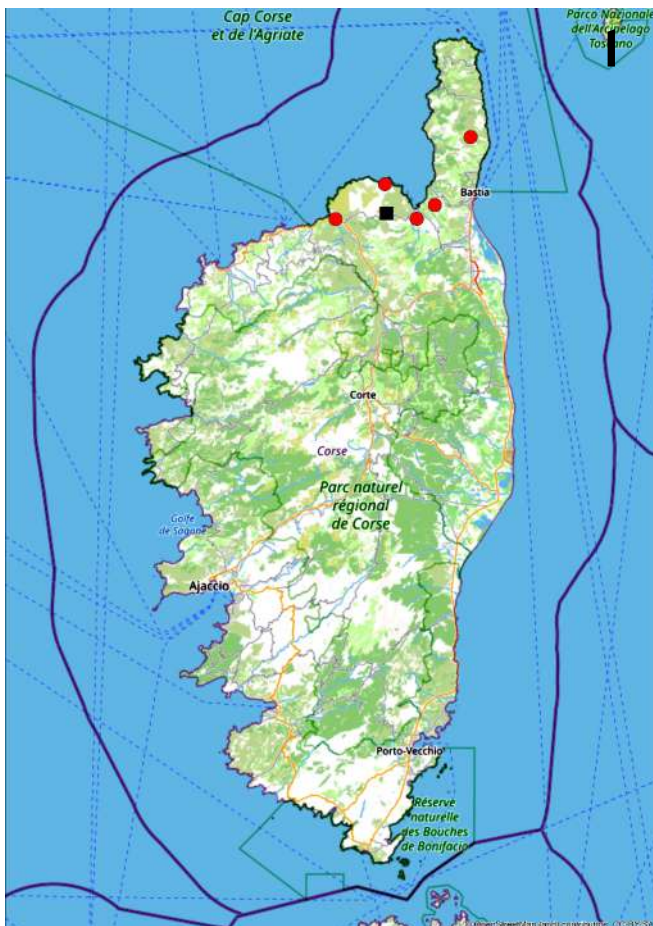 Cap Corse
et de l'Agriate
Parco Nazionale
dell'Arcipelago
Toscano
Bastia
Corte
Corse
Parc naturel
régional
de Corse
Golfe
de Sagone
Ajaccio
Porto-Vecchio
Réserve
naturelle
des Bouches
de Bonifacio